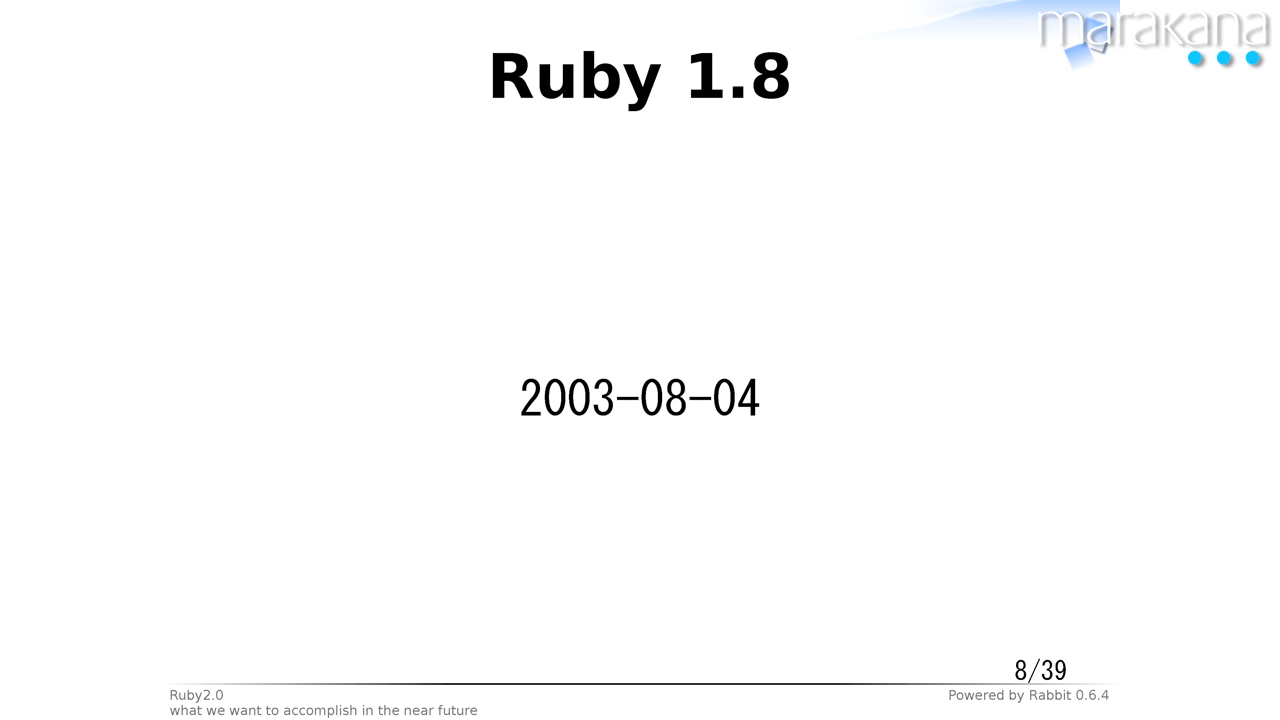 marakana
Ruby 1.8
2003-08-04
8/39
Ruby2.0
Powered by Rabbit 0.6.4
what we want to accomplish in the near future